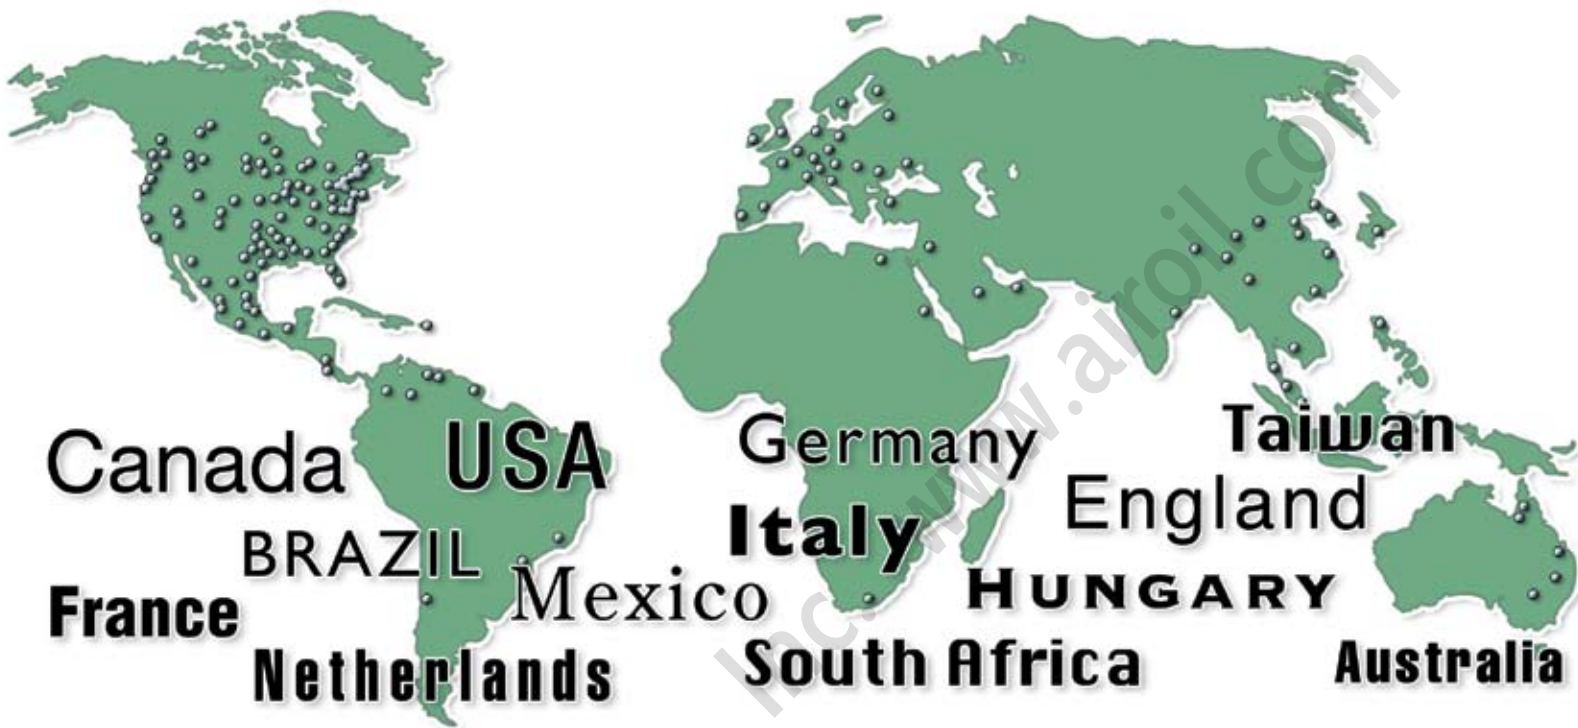 Canada
USA
Germany
Taiwan
BRAZIL
Italy
England
France
Mexico
HUNGARY
Netherlands
South Africa
Australia
Inc. www.airoil.com